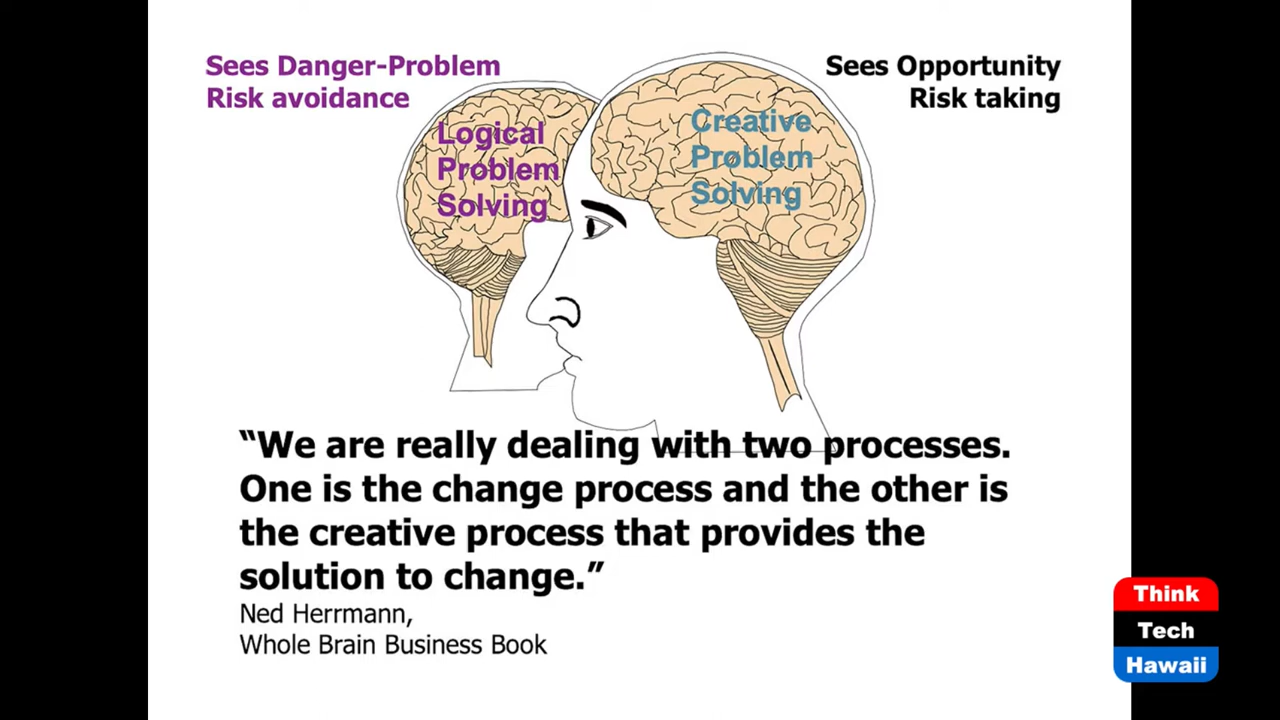 Sees Danger-Problem
Risk avoidance
Sees Opportunity
Risk taking
Logical
Problem
Solving
Creative
Problem
Solving
“We are really dealing with two processes.
One is the change process and the other is
the creative process that provides the
solution to change.”
Ned Herrmann,
Whole Brain Business Book
Think
Tech
Hawaii